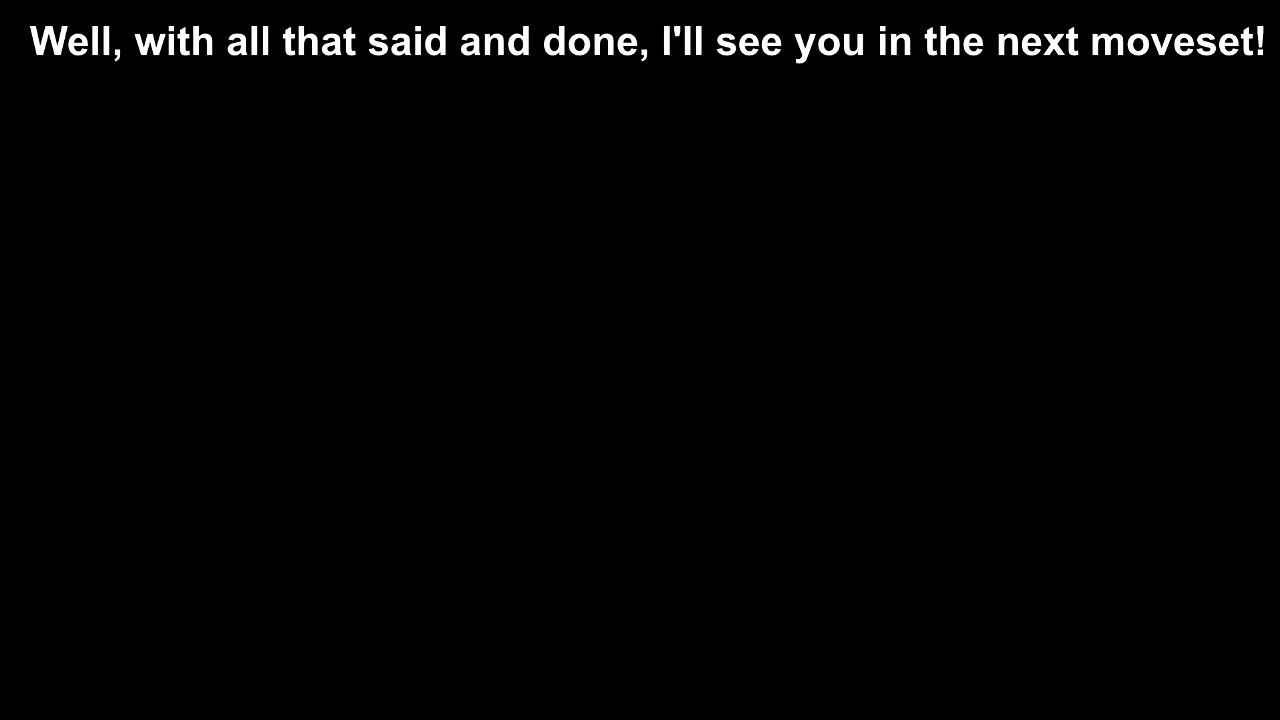 Well, with all that said and done, I'll see you in the next moveset!